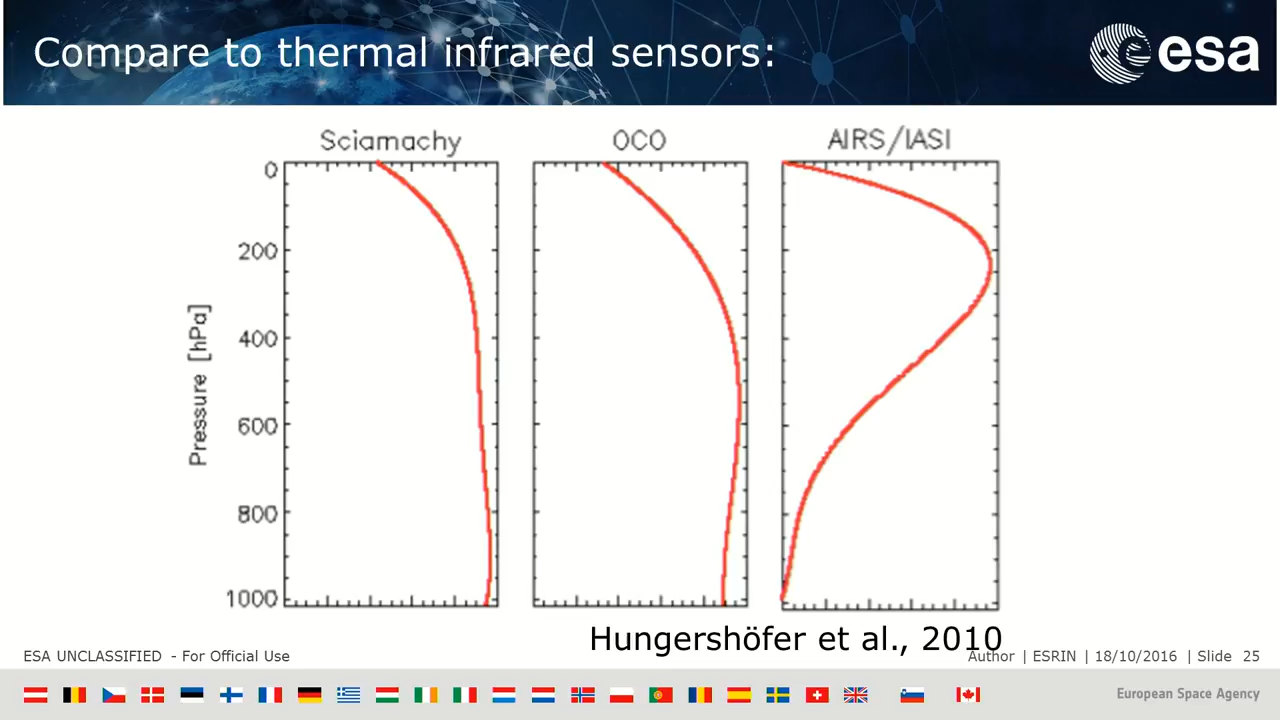 Compare to thermal infrared sensors:
esa
Sciamachy
OCO
AIRS/IASI
0
200
400
600
800
1000
Pressure [hPa]
Hungershöfer et al., 2010
ESA UNCLASSIFIED - For Official Use
Author | ESRIN | 18/10/2016 | Slide 25
European Space Agency